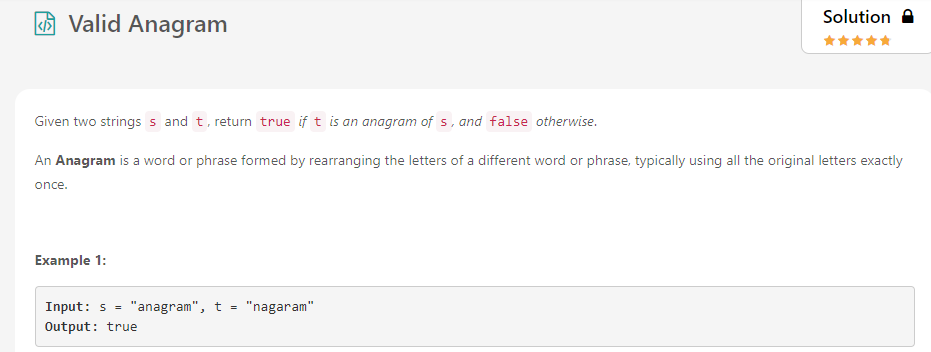 Valid Anagram
Solution
Given two strings s and t, return true if t is an anagram of s, and false otherwise.
An Anagram is a word or phrase formed by rearranging the letters of a different word or phrase, typically using all the original letters exactly
once.
Example 1:
Input: s = "anagram", t = "nagaram"
Output: true